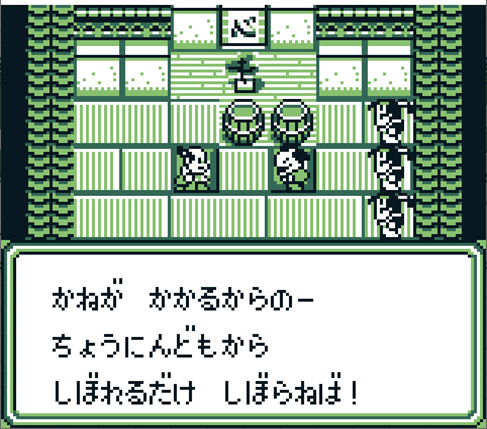 心
かねが　かかるからのー
ちょうにんどもから
しぼれるだけ　しぼらねば！